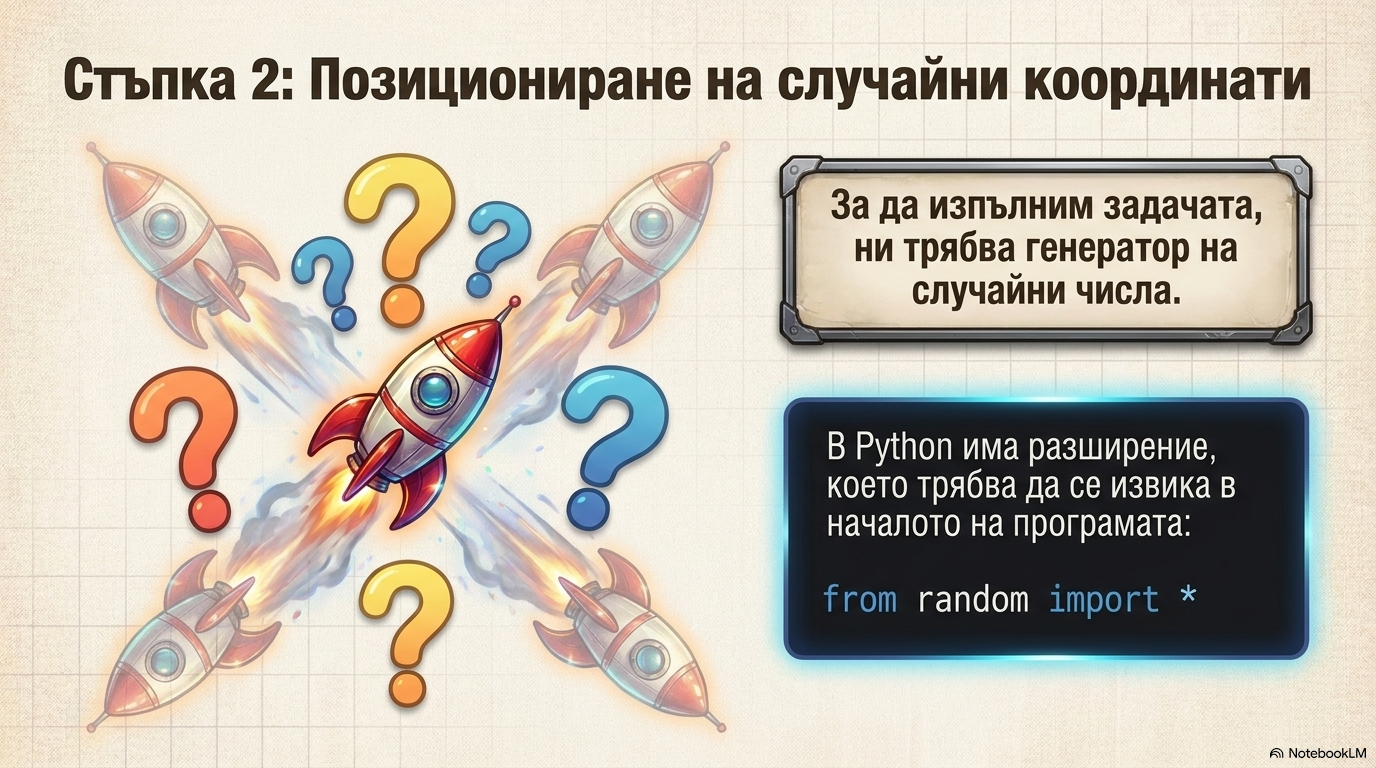 Стъпка 2: Позициониране на случайни координати
За да изпълним задачата,
ни трябва генератор на
случайни числа.
В Python има разширение,
което трябва да се извика в
началото на програмата:
from random import *
NotebookLM